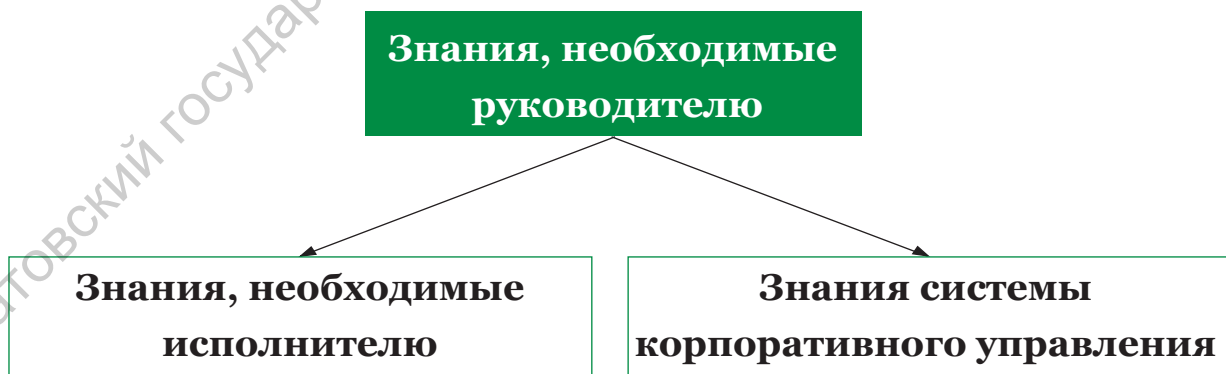 Знания, необходимые
руководителю
Знания, необходимые
исполнителю
Знания системы
корпоративного управления